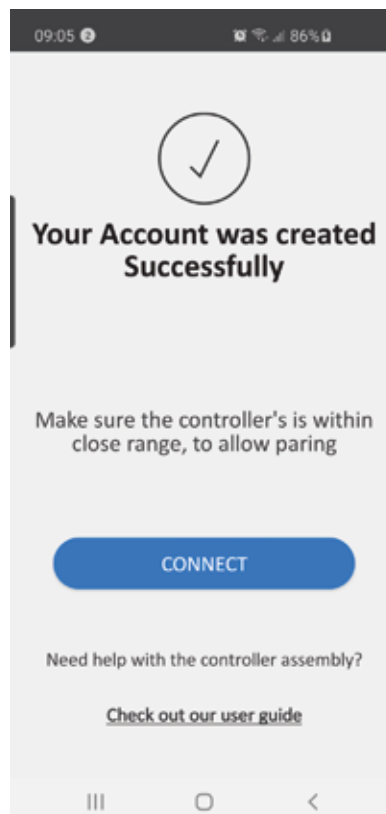 09:05 2 86%
Your Account was created
Successfully
Make sure the controller's is within
close range, to allow paring
CONNECT
Need help with the controller assembly?
Check out our user guide